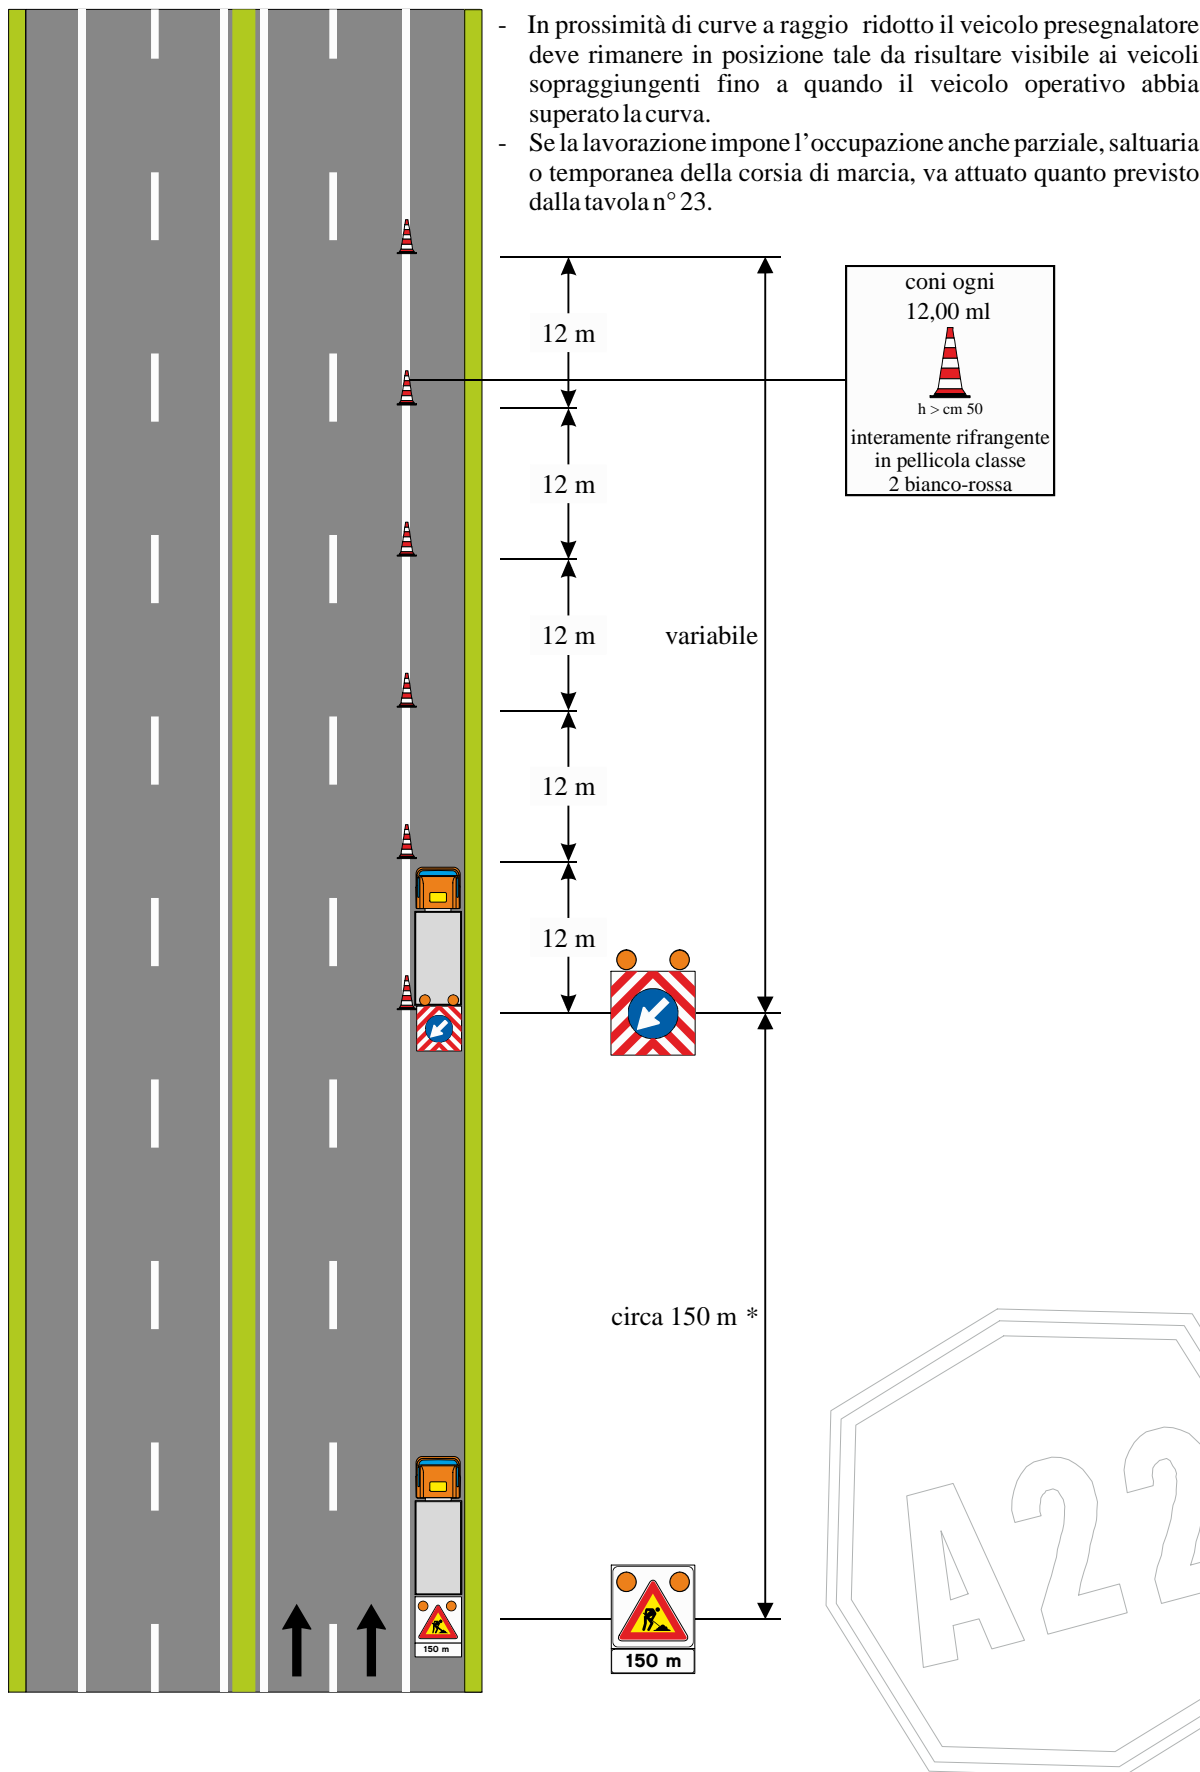 - In prossimità di curve a raggio ridotto il veicolo presegnalatore
deve rimanere in posizione tale da risultare visibile ai veicoli
sopraggiungenti fino a quando il veicolo operativo abbia
superato la curva.
- Se la lavorazione impone l’occupazione anche parziale, saltuaria
o temporanea della corsia di marcia, va attuato quanto previsto
dalla tavola n° 23.
coni ogni
12,00 ml
h > cm 50
interamente rifrangente
in pellicola classe
2 bianco-rossa
12 m
12 m
12 m
variabile
12 m
12 m
circa 150 m *
150 m
150 m
A22